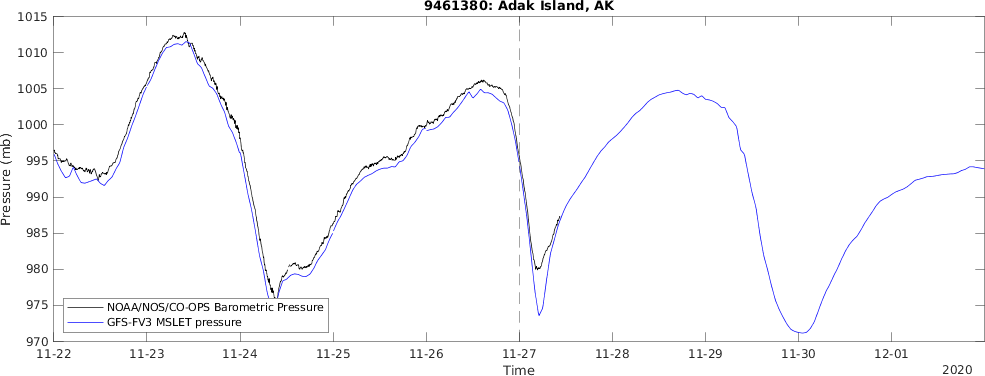 9461380: Adak Island, AK
Pressure (mb)
1015
1010
1005
1000
995
990
985
980
975
970
NOAA/NOS/CO-OPS Barometric Pressure
GFS-FV3 MSLET pressure
11-22 11-23 11-24 11-25 11-26 11-27 11-28 11-29 11-30 12-01
Time
2020